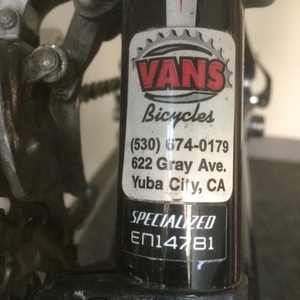 VANS
Bicycles
(530) 674-0179
622 Gray Ave.
Yuba City, CA
SPECIALIZED
EN14781